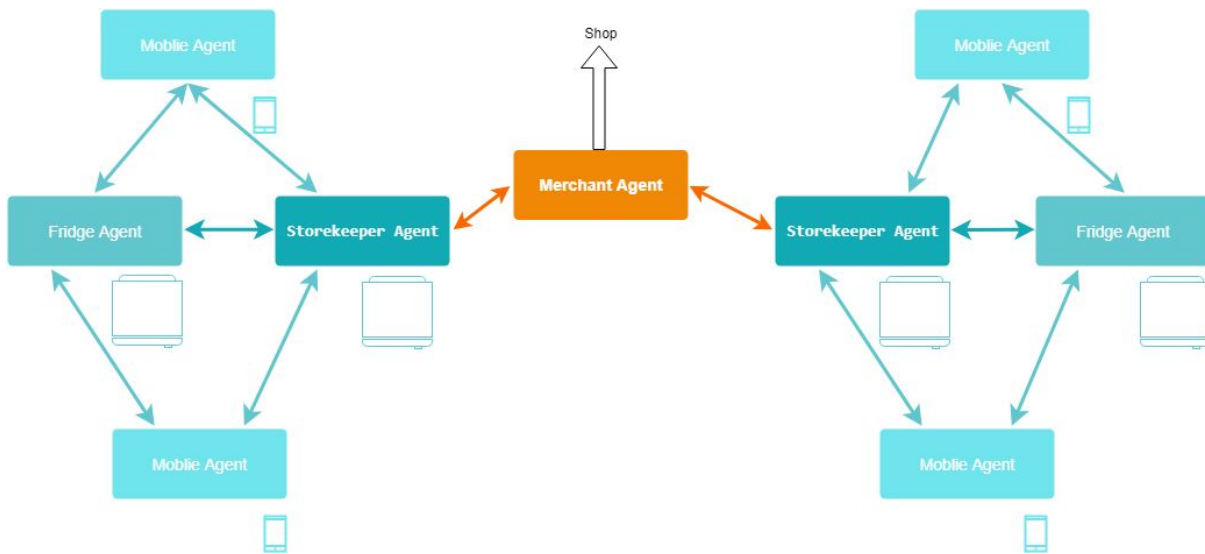 Moblie Agent
Shop
Moblie Agent
Merchant Agent
Fridge Agent
Storekeeper Agent
Storekeeper Agent
Fridge Agent
Moblie Agent
Moblie Agent